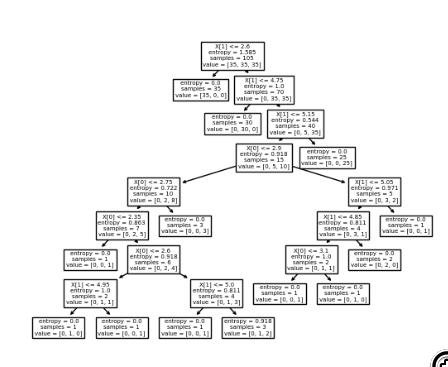 X[1] <= 2.6
entropy = 1.585
samples = 105
value = [35, 35, 35]
entropy = 0.0
samples = 35
value = [35, 0, 0]
X[1] <= 4.75
entropy = 1.0
samples = 70
value = [0, 35, 35]
entropy = 0.0
samples = 30
value = [0, 30, 0]
X[1] <= 5.15
entropy = 0.544
samples = 40
value = [0, 5, 35]
X[0] <= 2.9
entropy = 0.918
samples = 15
value = [0, 5, 10]
entropy = 0.0
samples = 25
value = [0, 0, 25]
X[0] <= 2.75
entropy = 0.722
samples = 10
value = [0, 2, 8]
X[1] <= 5.05
entropy = 0.971
samples = 5
value = [0, 3, 2]
X[0] <= 2.35
entropy = 0.863
samples = 7
value = [0, 2, 5]
entropy = 0.0
samples = 3
value = [0, 0, 3]
X[1] <= 4.85
entropy = 0.811
samples = 4
value = [0, 3, 1]
entropy = 0.0
samples = 1
value = [0, 0, 1]
entropy = 0.0
samples = 1
value = [0, 0, 1]
X[0] <= 2.6
entropy = 0.918
samples = 6
value = [0, 2, 4]
X[0] <= 3.1
entropy = 1.0
samples = 2
value = [0, 1, 1]
entropy = 0.0
samples = 2
value = [0, 2, 0]
X[1] <= 4.95
entropy = 1.0
samples = 2
value = [0, 1, 1]
X[1] <= 5.0
entropy = 0.811
samples = 4
value = [0, 1, 3]
entropy = 0.0
samples = 1
value = [0, 0, 1]
entropy = 0.0
samples = 1
value = [0, 1, 0]
entropy = 0.0
samples = 1
value = [0, 1, 0]
entropy = 0.0
samples = 1
value = [0, 0, 1]
entropy = 0.0
samples = 1
value = [0, 0, 1]
entropy = 0.918
samples = 3
value = [0, 1, 2]